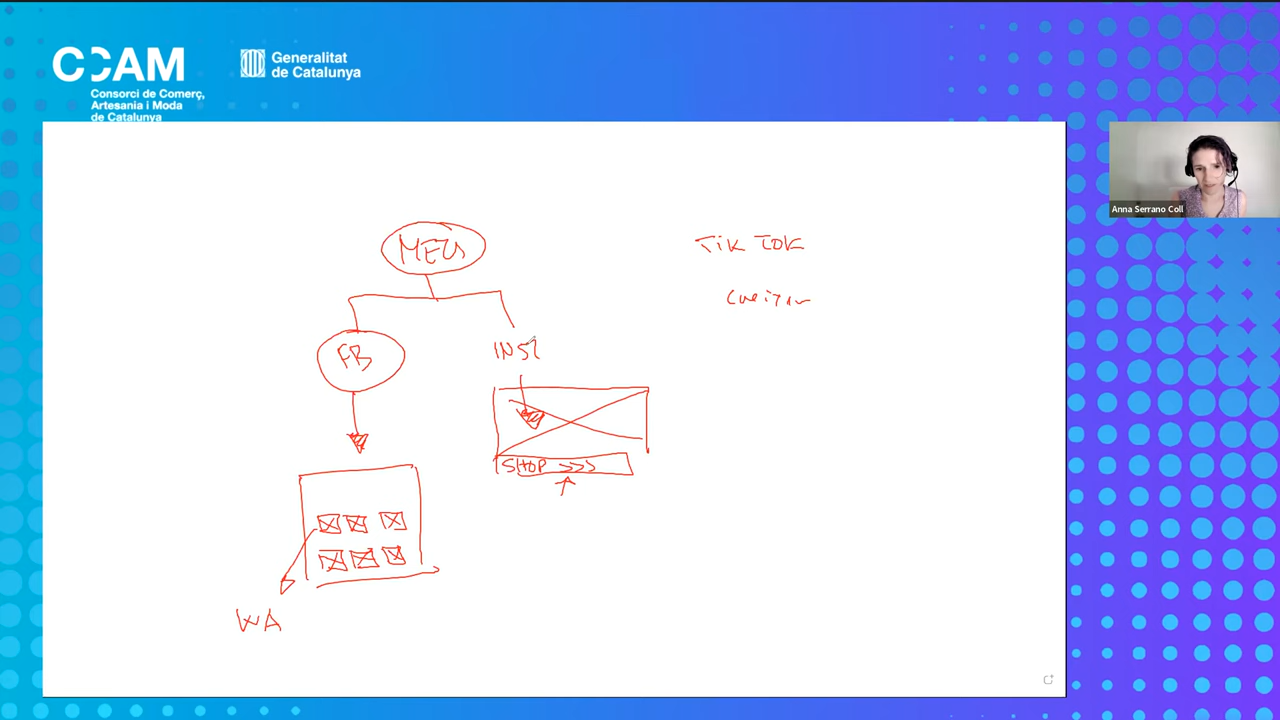 CCAM
Consorci de Comerç,
Artesania i Moda
de Catalunya
Generalitat
de Catalunya
Anna Serrano Coll
TIK TOK
FB
INST
SHOP >>>
WA